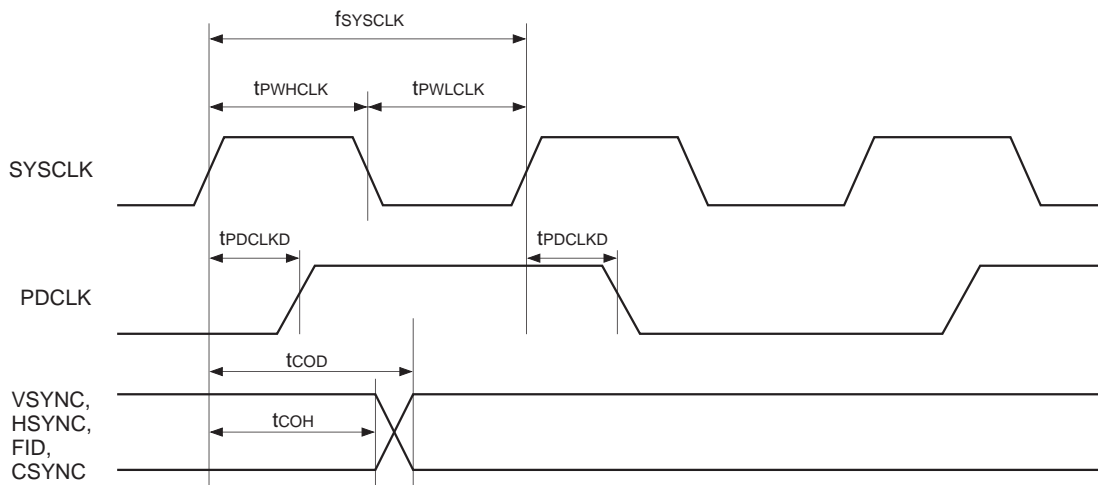 fSYSCLK
tPWHCLK tPWLCLK
SYSCLK
tPDCLKD tPDCLKD
PDCLK
tCOD
VSYNC,
HSYNC,
tCOH
FID,
CSYNC